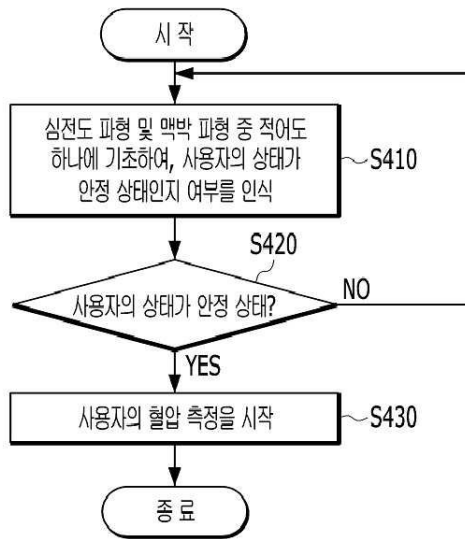 시 작
심전도 파형 및 맥박 파형 중 적어도
하나에 기초하여, 사용자의 상태가
안정 상태인지 여부를 인식
S410
S420
사용자의 상태가 안정 상태?
NO
YES
사용자의 혈압 측정을 시작
S430
종 료